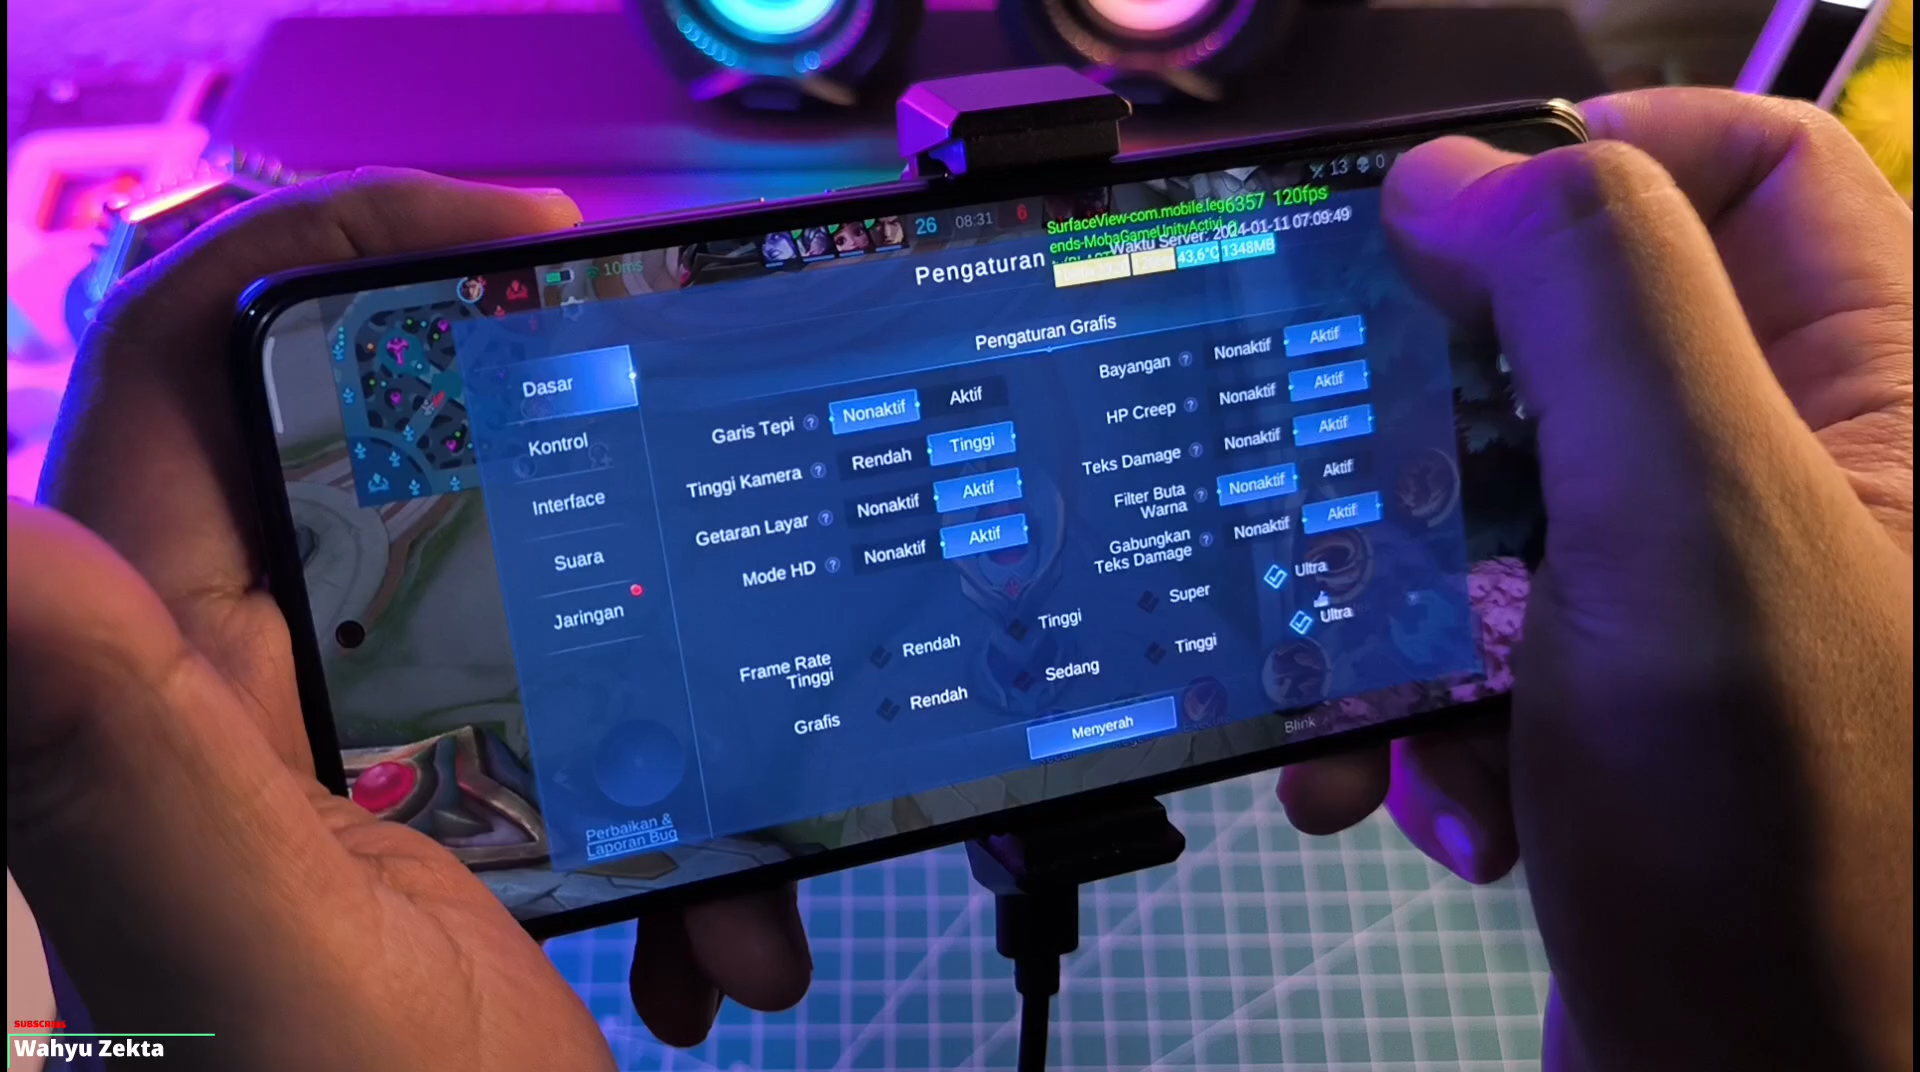 13 0
SurfaceView-com.mobile.leg6357 120fps
ends-MobaGameUnityActivi
Waktu Server: 2024-01-11 07:09:49
43,6°C 1348MB
10ms
26 08:31 6
Pengaturan
Pengaturan Grafis
Dasar
Kontrol
Interface
Suara
Jaringan
Perbaikan &
Laporan Bug
Garis Tepi ? Nonaktif Aktif
Tinggi Kamera ? Rendah Tinggi
Getaran Layar ? Nonaktif Aktif
Mode HD ? Nonaktif Aktif
Bayangan ? Nonaktif Aktif
HP Creep ? Nonaktif Aktif
Teks Damage ? Nonaktif Aktif
Filter Buta
Warna ? Nonaktif Aktif
Gabungkan
Teks Damage ? Nonaktif Aktif
Frame Rate
Tinggi Rendah Tinggi Super Ultra
Grafis Rendah Sedang Tinggi Ultra
Menyerah
Blink
SUBSCRIBE
Wahyu Zekta